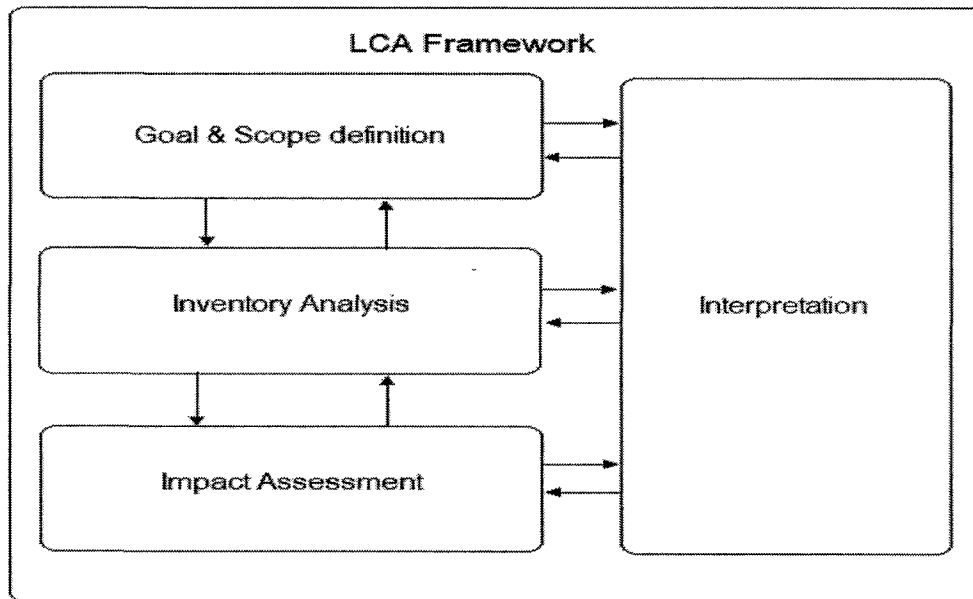 LCA Framework
Goal & Scope definition
Inventory Analysis
Interpretation
Impact Assessment